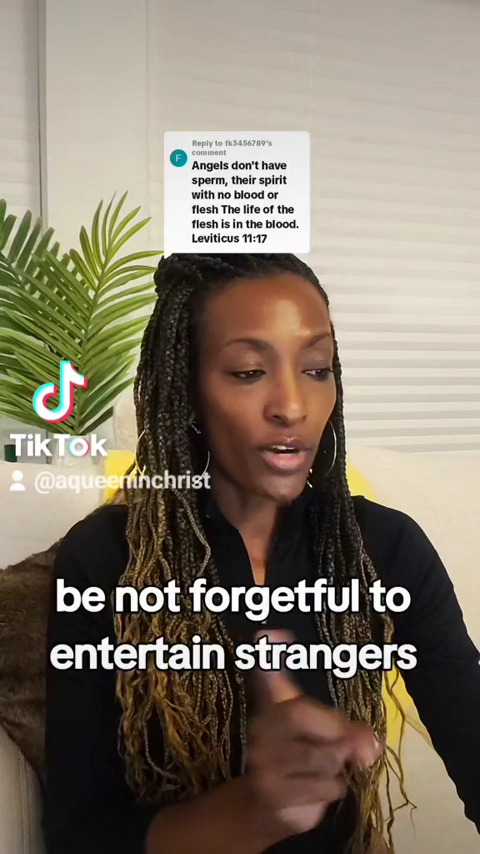 Reply to fk3456789's
comment
F
Angels don't have
sperm, their spirit
with no blood or
flesh The life of the
flesh is in the blood.
Leviticus 11:17
TikTok
@aqueeninchrist
be not forgetful to
entertain strangers